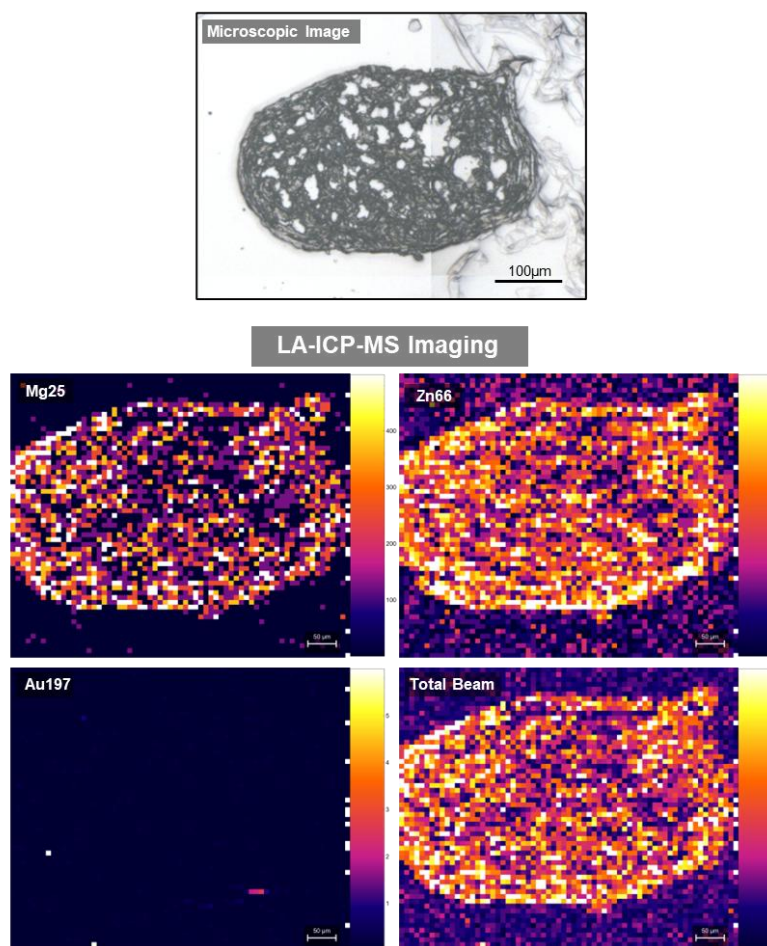 Microscopic Image
100µm
LA-ICP-MS Imaging
Mg25
400
300
200
100
50 µm
Zn66
50 µm
Au197
5
4
3
2
1
50 µm
Total Beam
50 µm